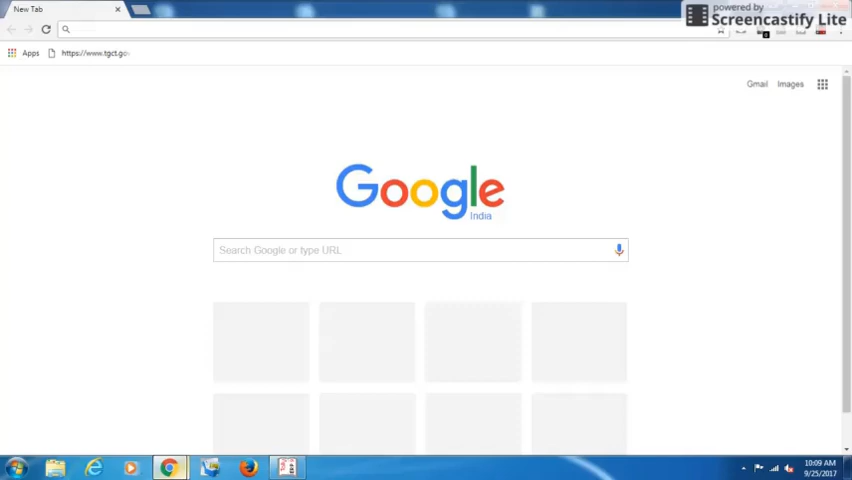 New Tab
powered by
Screencastify Lite
Apps
https://www.tgct.gov
Gmail
Images
Google
India
Search Google or type URL
10:09 AM
9/25/2017